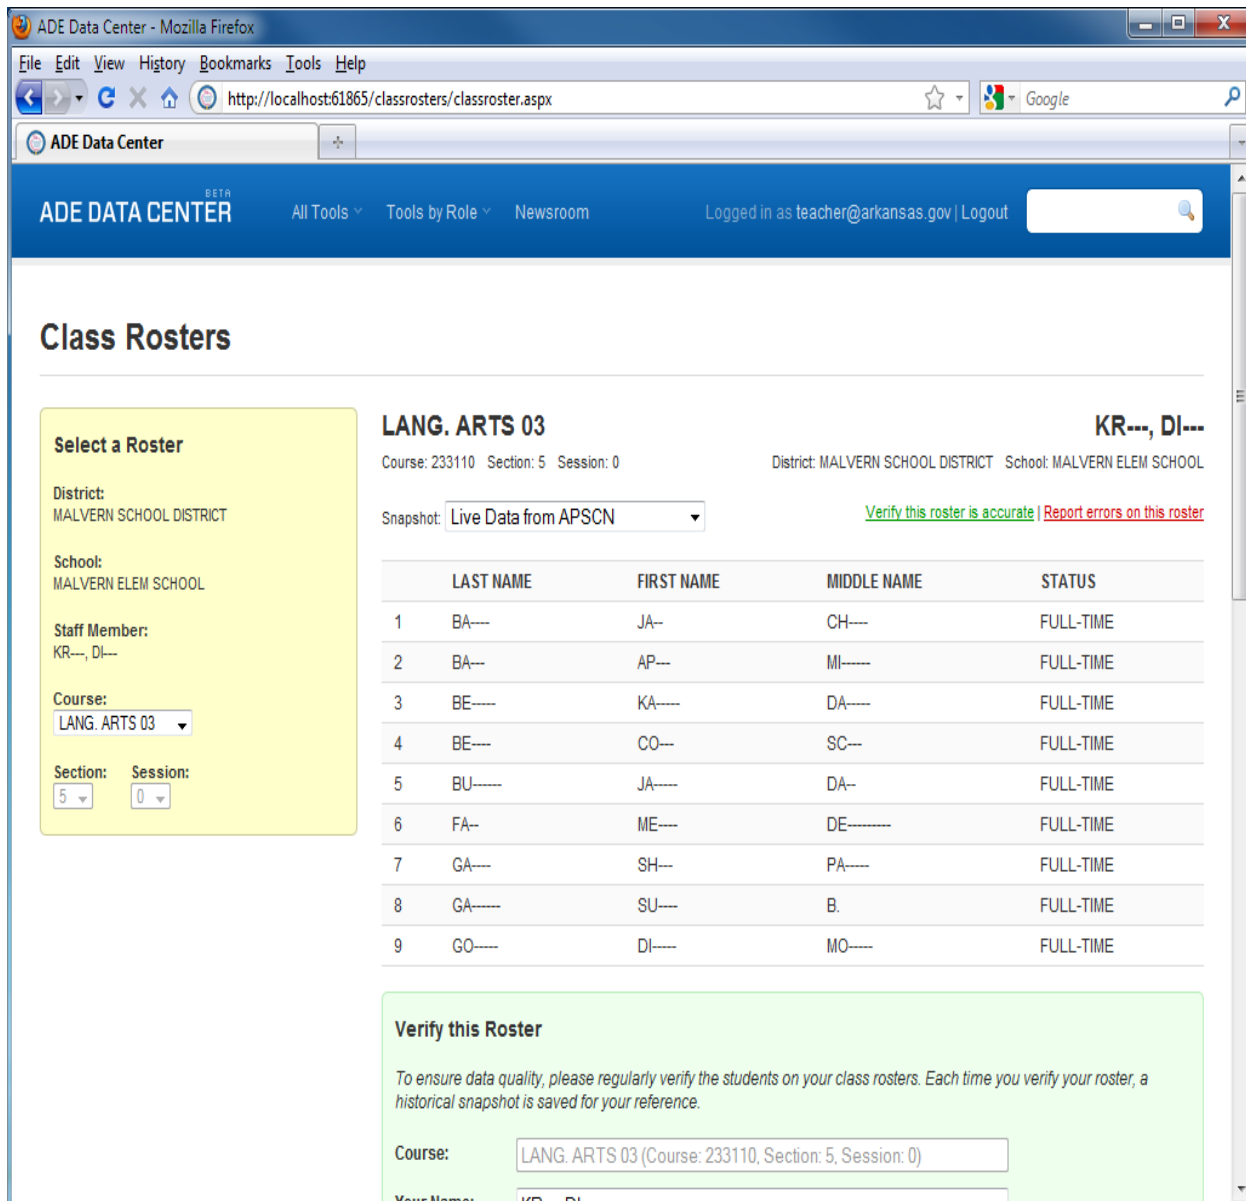 ADE Data Center - Mozilla Firefox
File Edit View History Bookmarks Tools Help
http://localhost:61865/classrosters/classroster.aspx
Google
ADE Data Center
ADE DATA CENTER BETA
All Tools Tools by Role Newsroom
Logged in as teacher@arkansas.gov | Logout
Class Rosters
Select a Roster
District:
MALVERN SCHOOL DISTRICT
School:
MALVERN ELEM SCHOOL
Staff Member:
KR---, DI---
Course:
LANG. ARTS 03
Section: Session:
5 0
LANG. ARTS 03 KR---, DI---
Course: 233110 Section: 5 Session: 0 District: MALVERN SCHOOL DISTRICT School: MALVERN ELEM SCHOOL
Snapshot: Live Data from APSCN Verify this roster is accurate | Report errors on this roster
LAST NAME FIRST NAME MIDDLE NAME STATUS
1 BA---- JA-- CH---- FULL-TIME
2 BA--- AP--- MI------ FULL-TIME
3 BE----- KA----- DA----- FULL-TIME
4 BE---- CO--- SC--- FULL-TIME
5 BU------ JA----- DA-- FULL-TIME
6 FA-- ME---- DE--------- FULL-TIME
7 GA---- SH--- PA----- FULL-TIME
8 GA------ SU---- B. FULL-TIME
9 GO----- DI----- MO----- FULL-TIME
Verify this Roster
To ensure data quality, please regularly verify the students on your class rosters. Each time you verify your roster, a
historical snapshot is saved for your reference.
Course: LANG. ARTS 03 (Course: 233110, Section: 5, Session: 0)
Your Name: